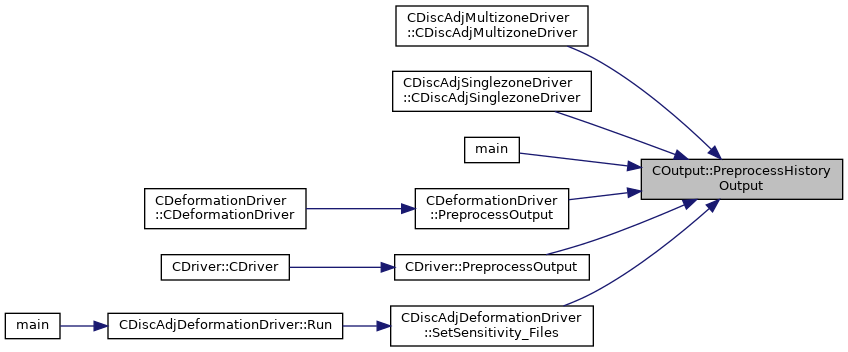 CDiscAdjMultizoneDriver
::CDiscAdjMultizoneDriver
CDiscAdjSinglezoneDriver
::CDiscAdjSinglezoneDriver
main
COutput::PreprocessHistory
Output
CDeformationDriver
::CDeformationDriver
CDeformationDriver
::PreprocessOutput
CDriver::CDriver
CDriver::PreprocessOutput
main
CDiscAdjDeformationDriver::Run
CDiscAdjDeformationDriver
::SetSensitivity_Files